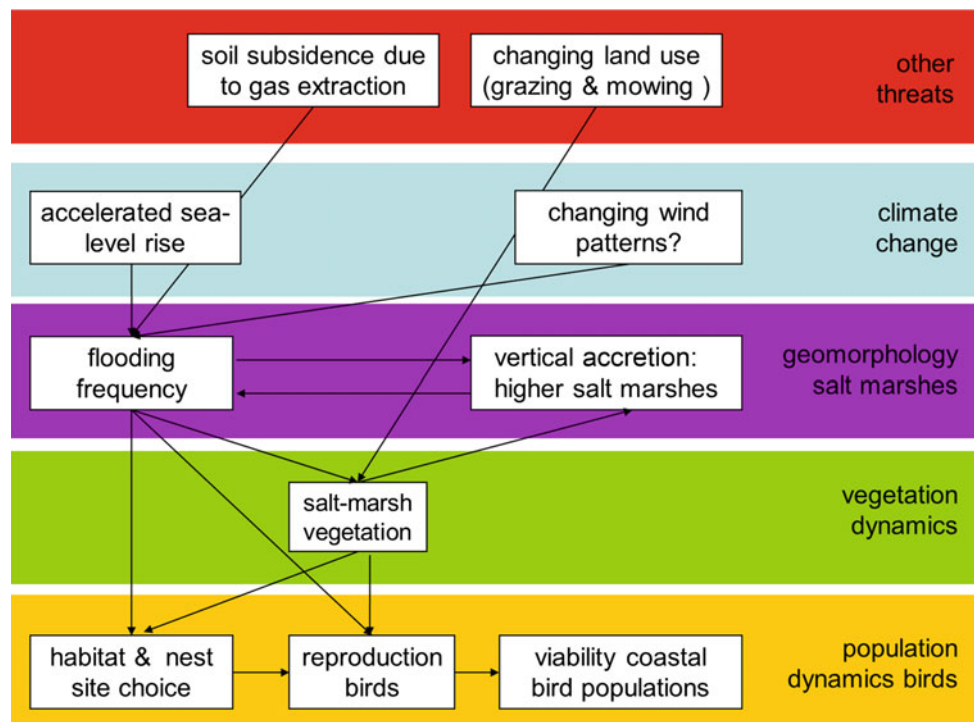 soil subsidence due
to gas extraction
changing land use
(grazing & mowing )
other
threats
accelerated sea-
level rise
changing wind
patterns?
climate
change
flooding
frequency
vertical accretion:
higher salt marshes
geomorphology
salt marshes
salt-marsh
vegetation
vegetation
dynamics
habitat & nest
site choice
reproduction
birds
viability coastal
bird populations
population
dynamics birds